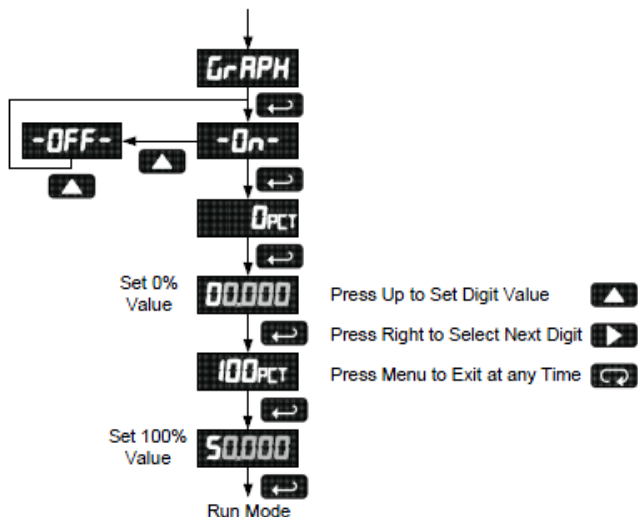 GrAPH
-OFF-
-On-
0PCT
Set 0%
Value
00.000
Press Up to Set Digit Value
Press Right to Select Next Digit
100PCT
Press Menu to Exit at any Time
Set 100%
Value
50.000
Run Mode